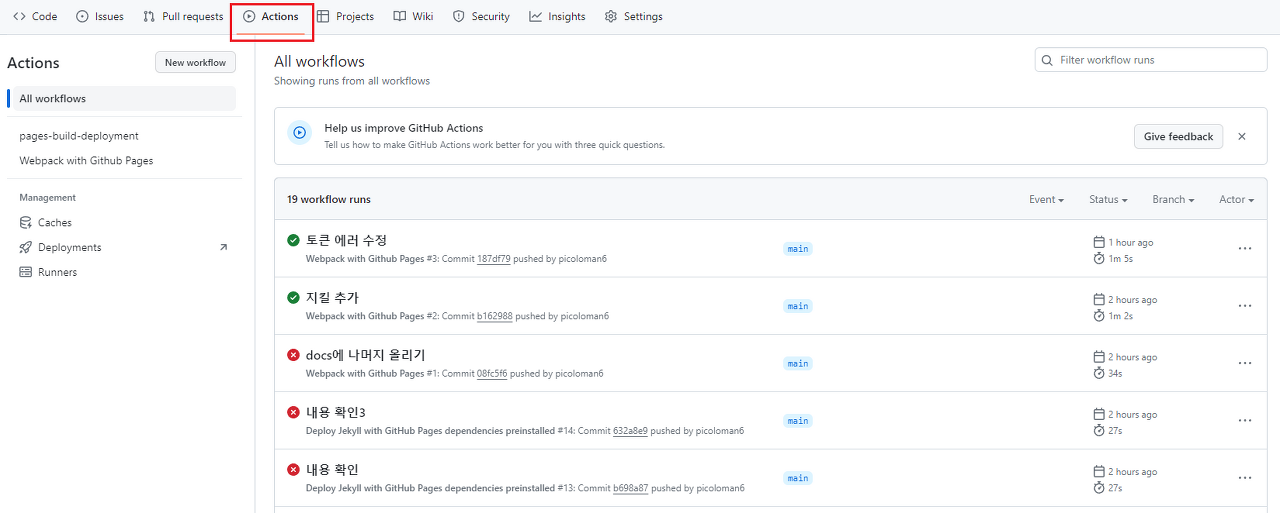 Code Issues Pull requests Actions Projects Wiki Security Insights Settings
Actions New workflow
All workflows
pages-build-deployment
Webpack with Github Pages
Management
Caches
Deployments
Runners
All workflows
Showing runs from all workflows
Filter workflow runs
Help us improve GitHub Actions
Tell us how to make GitHub Actions work better for you with three quick questions.
Give feedback
19 workflow runs Event Status Branch Actor
토큰 에러 수정
Webpack with Github Pages #3: Commit 187df79 pushed by picoloman6
main
1 hour ago
1m 5s
지킬 추가
Webpack with Github Pages #2: Commit b162988 pushed by picoloman6
main
2 hours ago
1m 2s
docs에 나머지 올리기
Webpack with Github Pages #1: Commit 08fc5f6 pushed by picoloman6
main
2 hours ago
34s
내용 확인3
Deploy Jekyll with GitHub Pages dependencies preinstalled #14: Commit 632a8e9 pushed by picoloman6
main
2 hours ago
27s
내용 확인
Deploy Jekyll with GitHub Pages dependencies preinstalled #13: Commit b698a87 pushed by picoloman6
main
2 hours ago
27s